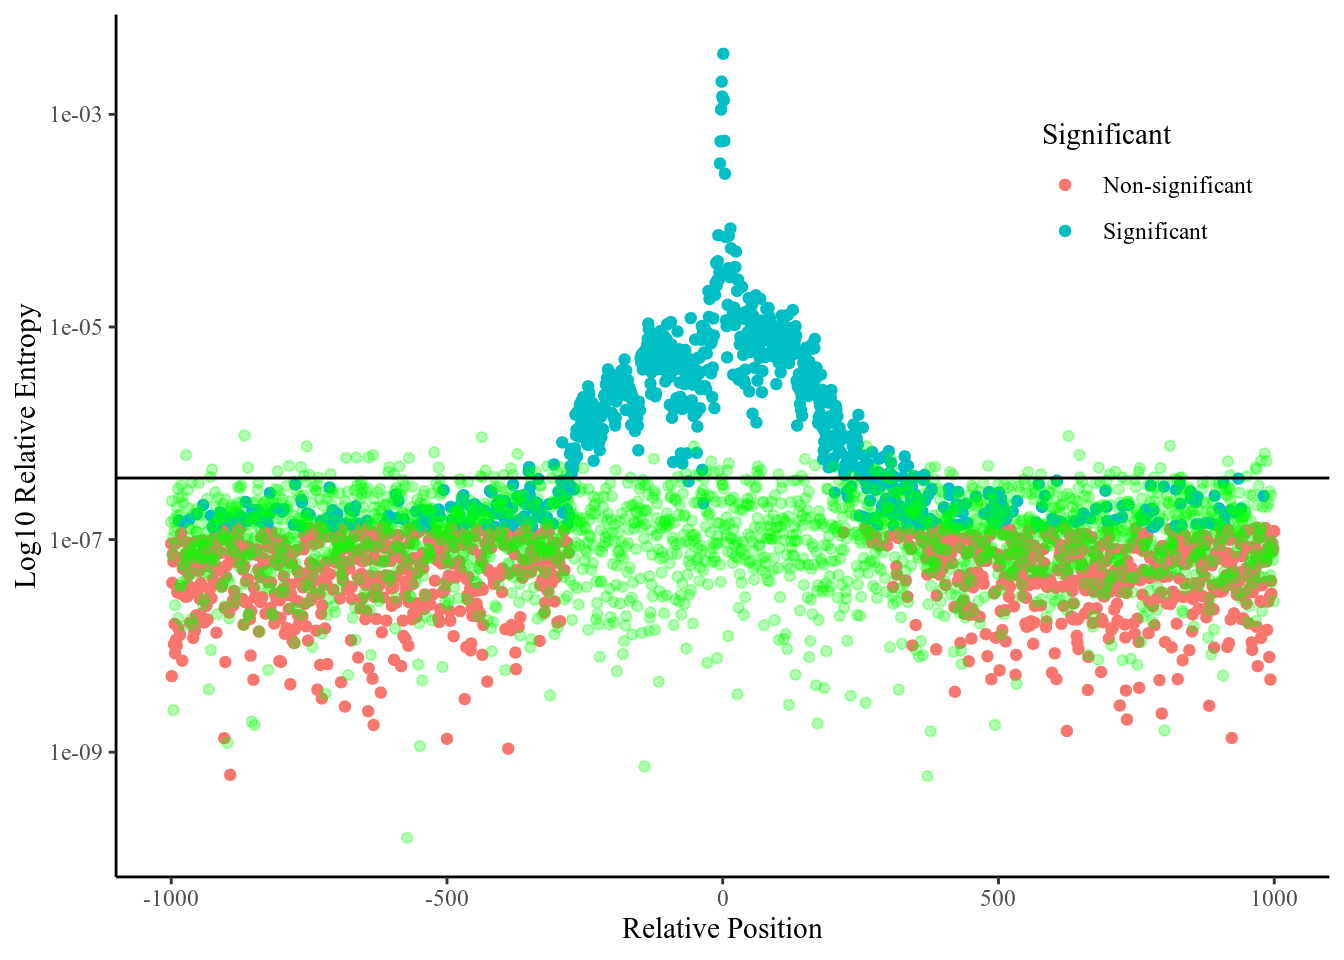 Log10 Relative Entropy
1e-03
1e-05
1e-07
1e-09
Significant
Non-significant
Significant
-1000
-500
0
500
1000
Relative Position